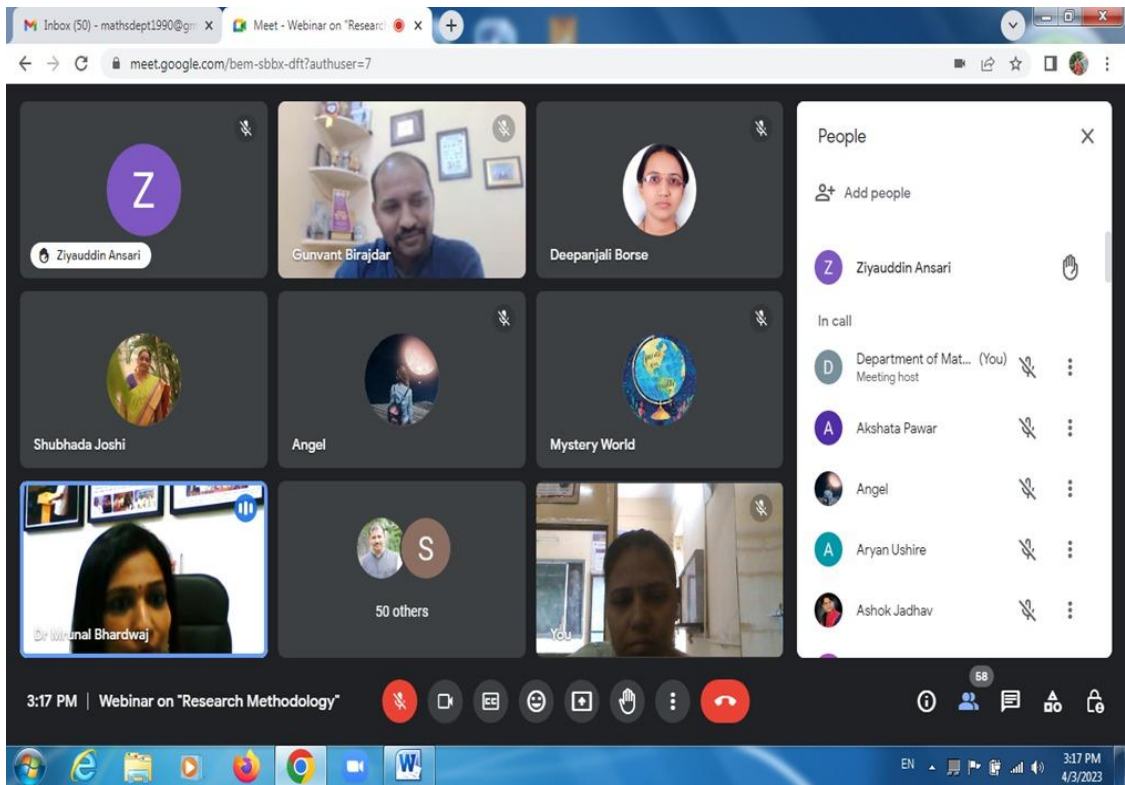 Inbox (50) - mathsdept1990@gm
Meet - Webinar on "Research
meet.google.com/bem-sbbx-dft?authuser=7
Z
Ziyauddin Ansari
Gunvant Birajdar
Deepanjali Borse
Shubhada Joshi
Angel
Mystery World
Dr Mrunal Bhardwaj
S
50 others
You
People
Add people
Z Ziyauddin Ansari
In call
D Department of Mat... (You)
Meeting host
A Akshata Pawar
Angel
A Aryan Ushire
Ashok Jadhav
3:17 PM | Webinar on "Research Methodology"
58
EN
3:17 PM
4/3/2023